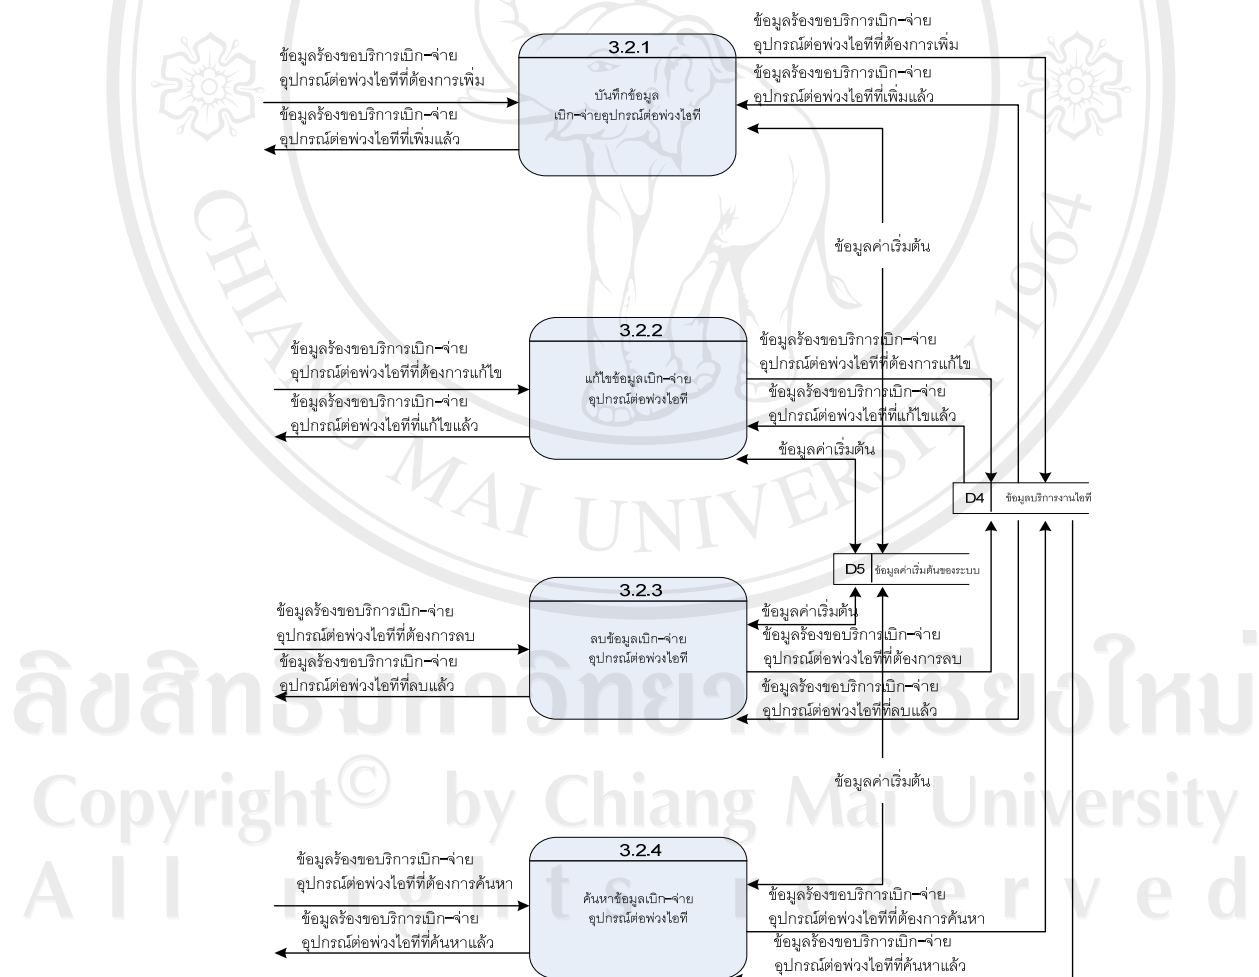 ข้อมูลร้องขอบริการเบิก-จ่าย
อุปกรณ์ต่อพ่วงไอทีที่ต้องการเพิ่ม
ข้อมูลร้องขอบริการเบิก-จ่าย
อุปกรณ์ต่อพ่วงไอทีที่เพิ่มแล้ว
3.2.1
บันทึกข้อมูล
เบิก-จ่ายอุปกรณ์ต่อพ่วงไอที
ข้อมูลร้องขอบริการเบิก-จ่าย
อุปกรณ์ต่อพ่วงไอทีที่ต้องการเพิ่ม
ข้อมูลร้องขอบริการเบิก-จ่าย
อุปกรณ์ต่อพ่วงไอทีที่เพิ่มแล้ว
ข้อมูลค่าเริ่มต้น
ข้อมูลร้องขอบริการเบิก-จ่าย
อุปกรณ์ต่อพ่วงไอทีที่ต้องการแก้ไข
ข้อมูลร้องขอบริการเบิก-จ่าย
อุปกรณ์ต่อพ่วงไอทีที่แก้ไขแล้ว
3.2.2
แก้ไขข้อมูลเบิก-จ่าย
อุปกรณ์ต่อพ่วงไอที
ข้อมูลร้องขอบริการเบิก-จ่าย
อุปกรณ์ต่อพ่วงไอทีที่ต้องการแก้ไข
ข้อมูลร้องขอบริการเบิก-จ่าย
อุปกรณ์ต่อพ่วงไอทีที่แก้ไขแล้ว
ข้อมูลค่าเริ่มต้น
D4 ข้อมูลบริการงานไอที
D5 ข้อมูลค่าเริ่มต้นของระบบ
ข้อมูลร้องขอบริการเบิก-จ่าย
อุปกรณ์ต่อพ่วงไอทีที่ต้องการลบ
ข้อมูลร้องขอบริการเบิก-จ่าย
อุปกรณ์ต่อพ่วงไอทีที่ลบแล้ว
3.2.3
ลบข้อมูลเบิก-จ่าย
อุปกรณ์ต่อพ่วงไอที
ข้อมูลค่าเริ่มต้น
ข้อมูลร้องขอบริการเบิก-จ่าย
อุปกรณ์ต่อพ่วงไอทีที่ต้องการลบ
ข้อมูลร้องขอบริการเบิก-จ่าย
อุปกรณ์ต่อพ่วงไอทีที่ลบแล้ว
ข้อมูลค่าเริ่มต้น
ข้อมูลร้องขอบริการเบิก-จ่าย
อุปกรณ์ต่อพ่วงไอทีที่ต้องการค้นหา
ข้อมูลร้องขอบริการเบิก-จ่าย
อุปกรณ์ต่อพ่วงไอทีที่ค้นหาแล้ว
3.2.4
ค้นหาข้อมูลเบิก-จ่าย
อุปกรณ์ต่อพ่วงไอที
ข้อมูลร้องขอบริการเบิก-จ่าย
อุปกรณ์ต่อพ่วงไอทีที่ต้องการค้นหา
ข้อมูลร้องขอบริการเบิก-จ่าย
อุปกรณ์ต่อพ่วงไอทีที่ค้นหาแล้ว
CHIANG MAI UNIVERSITY 1964
ลิขสิทธิ์มหาวิทยาลัยเชียงใหม่
Copyright© by Chiang Mai University
All rights reserved